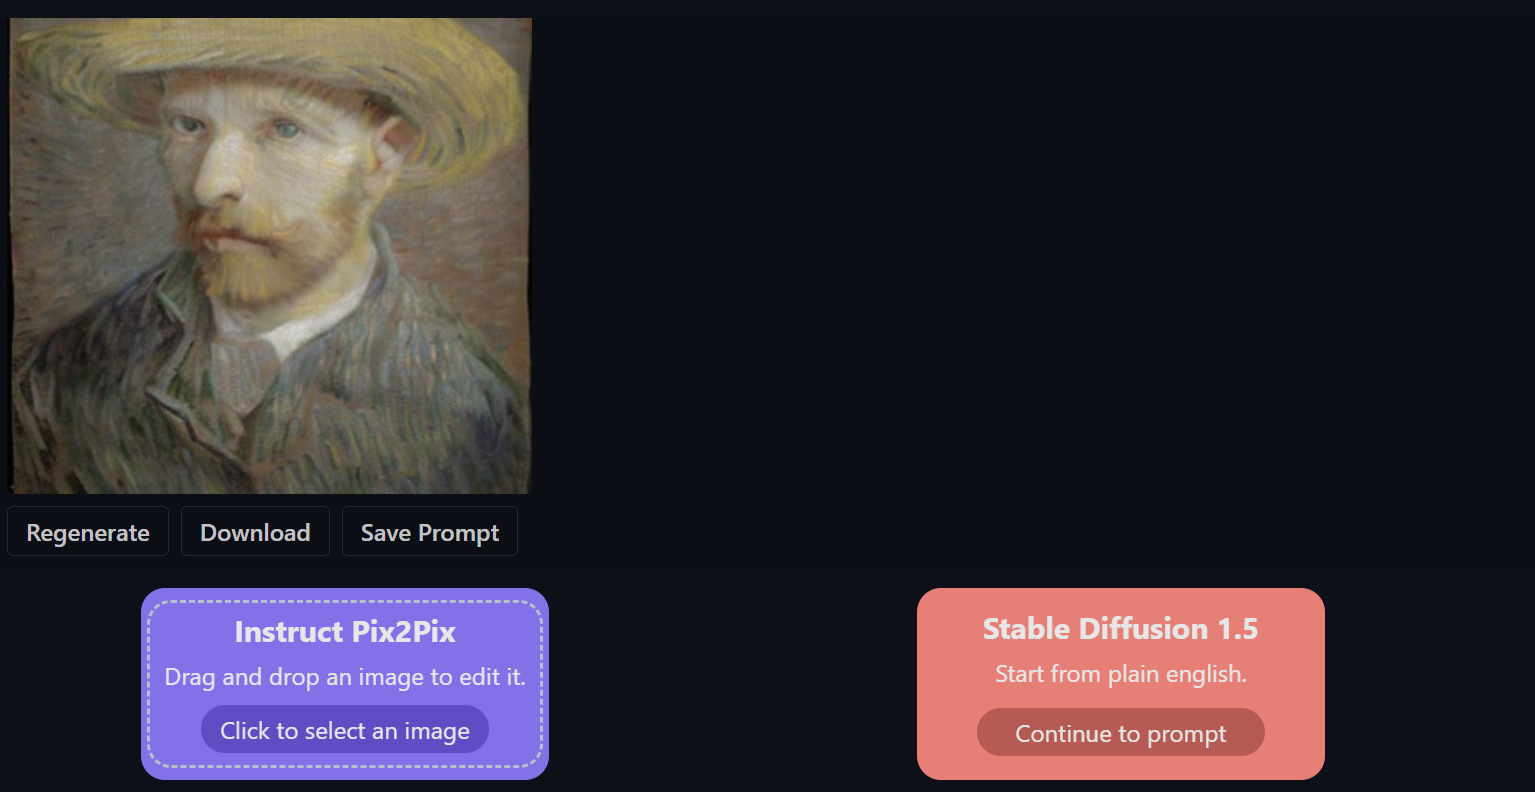 Regenerate
Download
Save Prompt
Instruct Pix2Pix
Drag and drop an image to edit it.
Click to select an image
Stable Diffusion 1.5
Start from plain english.
Continue to prompt